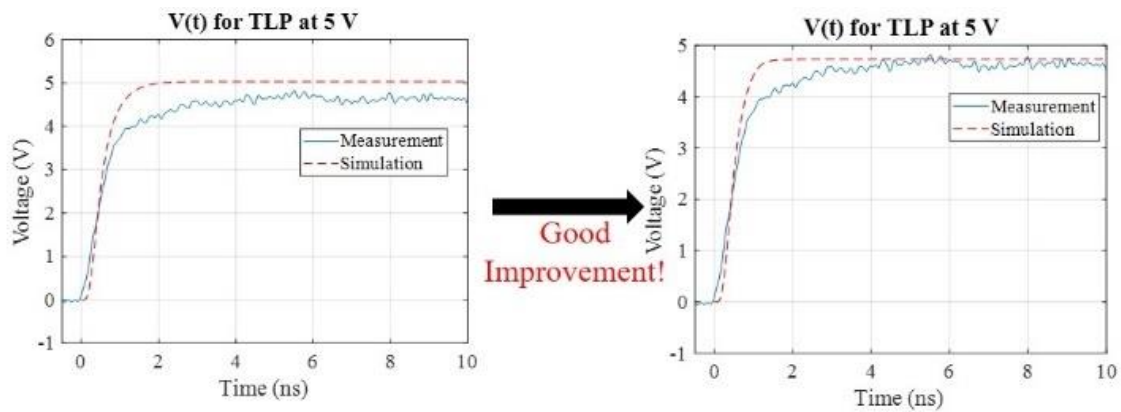 V(t) for TLP at 5 V
6
5
4
3
2
1
0
-1
Voltage (V)
Measurement
Simulation
0
2
4
6
8
10
Time (ns)
Good
Improvement!
V(t) for TLP at 5 V
5
4
3
2
1
0
-1
Voltage (V)
Measurement
Simulation
0
2
4
6
8
10
Time (ns)